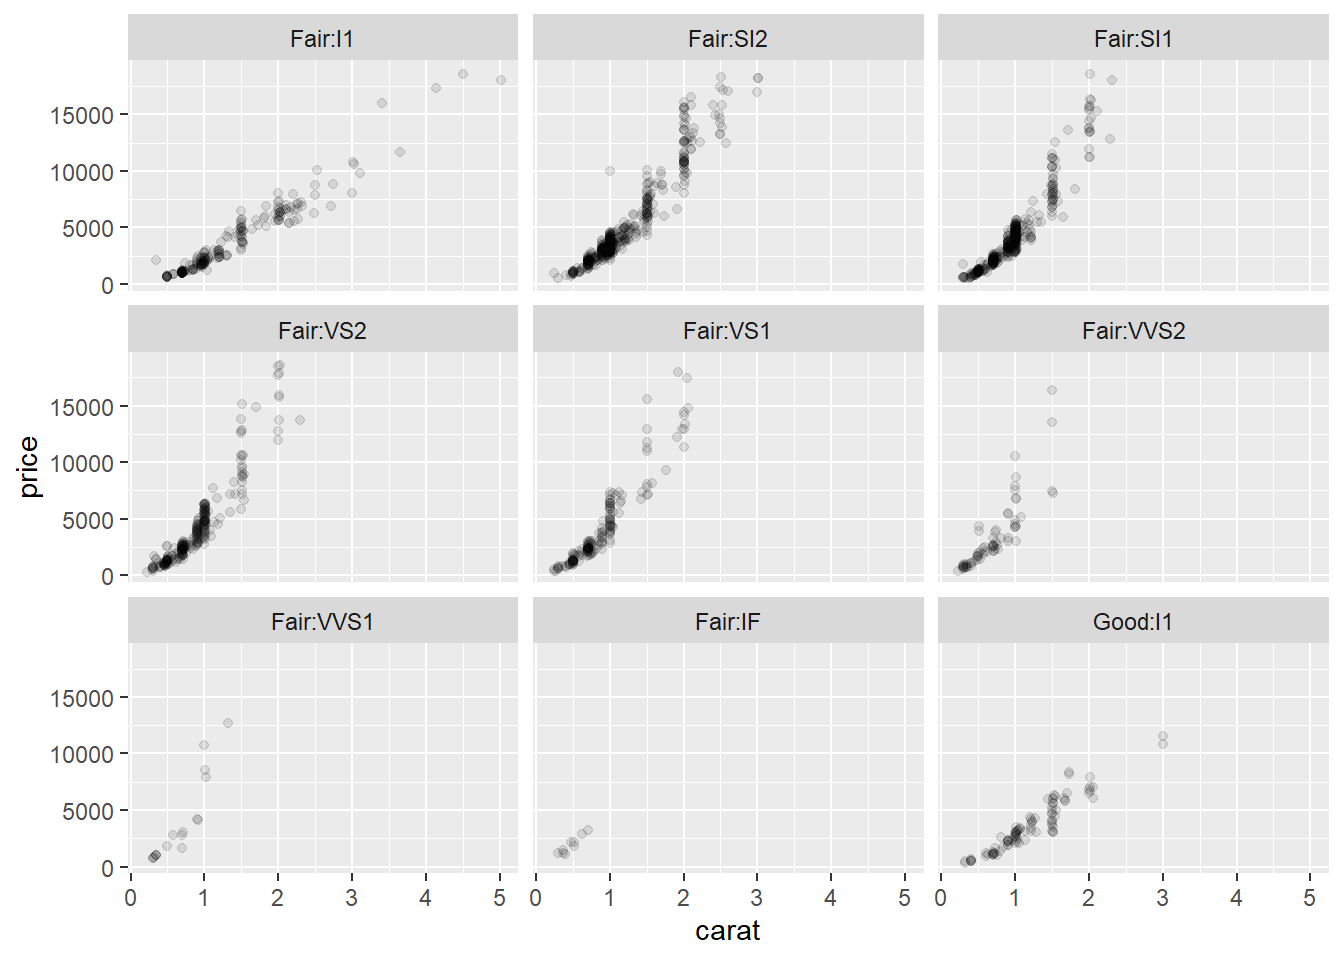 Fair:I1 Fair:SI2 Fair:SI1
15000
10000
5000
0
Fair:VS2 Fair:VS1 Fair:VVS2
price
15000
10000
5000
0
Fair:VVS1 Fair:IF Good:I1
15000
10000
5000
0
0 1 2 3 4 5 0 1 2 3 4 5 0 1 2 3 4 5
carat